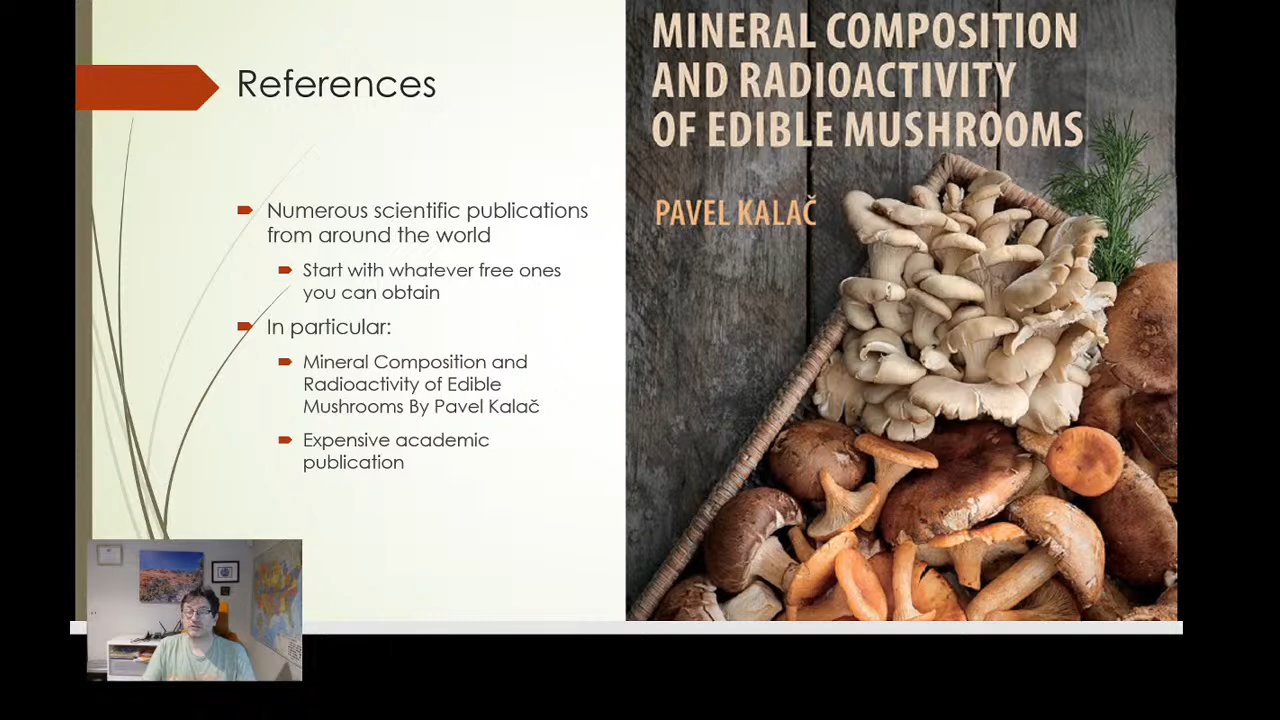 References
Numerous scientific publications
from around the world
Start with whatever free ones
you can obtain
In particular:
Mineral Composition and
Radioactivity of Edible
Mushrooms By Pavel Kalač
Expensive academic
publication
MINERAL COMPOSITION
AND RADIOACTIVITY
OF EDIBLE MUSHROOMS
PAVEL KALAČ